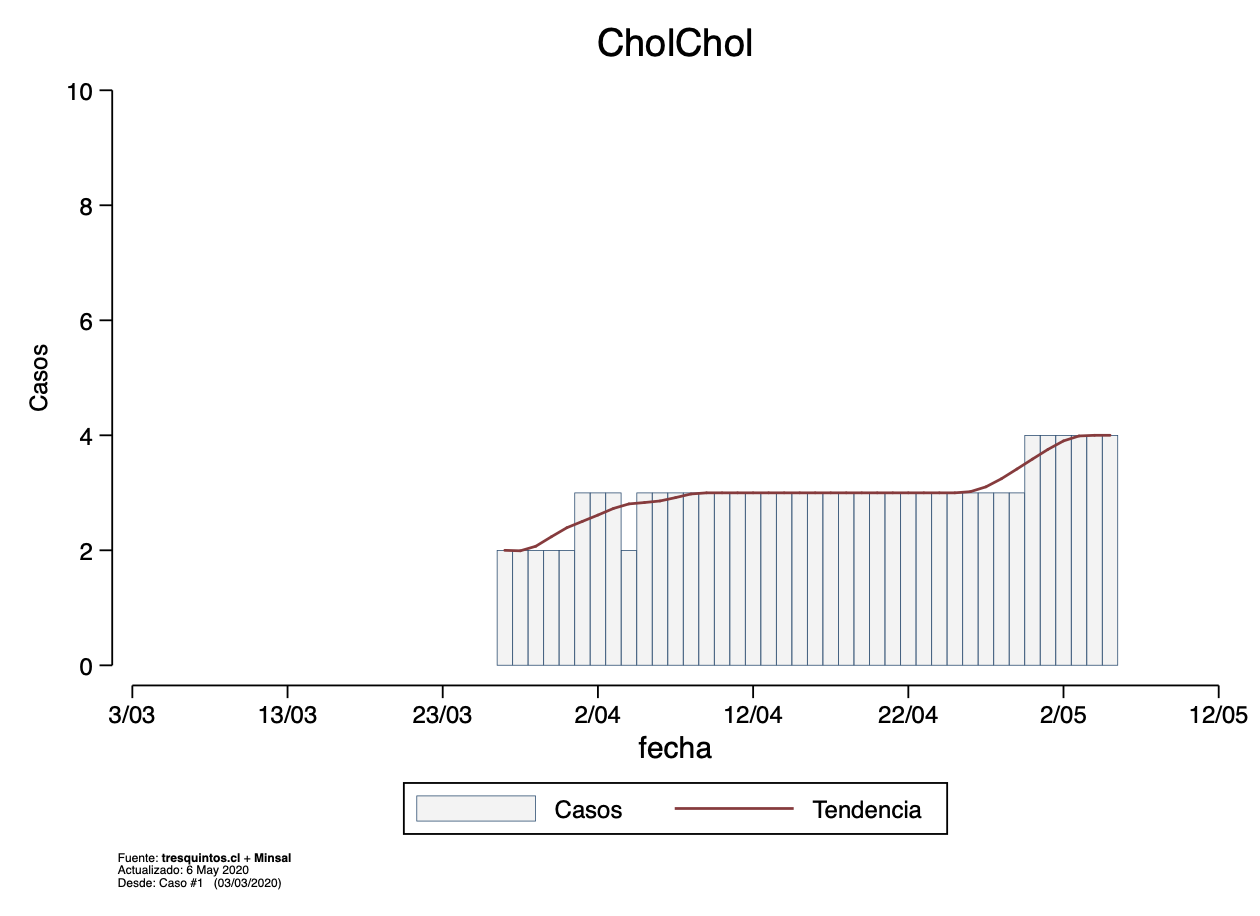 CholChol
10
8
6
4
2
0
Casos
3/03 13/03 23/03 2/04 12/04 22/04 2/05 12/05
fecha
Casos Tendencia
Fuente: tresquintos.cl + Minsal
Actualizado: 6 May 2020
Desde: Caso #1 (03/03/2020)